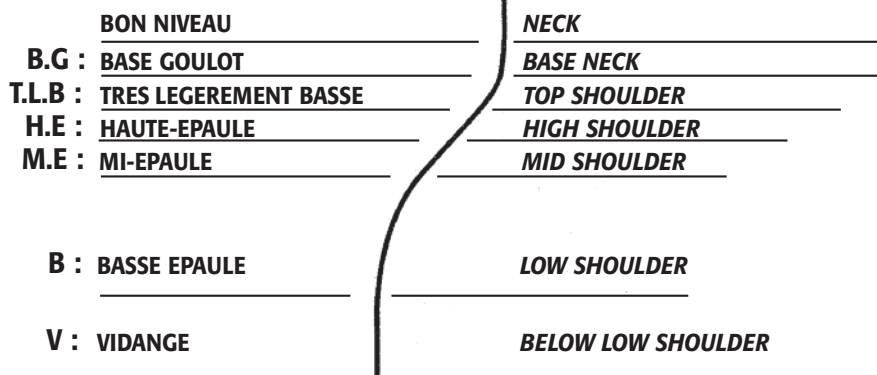 BON NIVEAU NECK
B.G : BASE GOULOT BASE NECK
T.L.B : TRES LEGEREMENT BASSE TOP SHOULDER
H.E : HAUTE-EPAULE HIGH SHOULDER
M.E : MI-EPAULE MID SHOULDER
B : BASSE EPAULE LOW SHOULDER
V : VIDANGE BELOW LOW SHOULDER